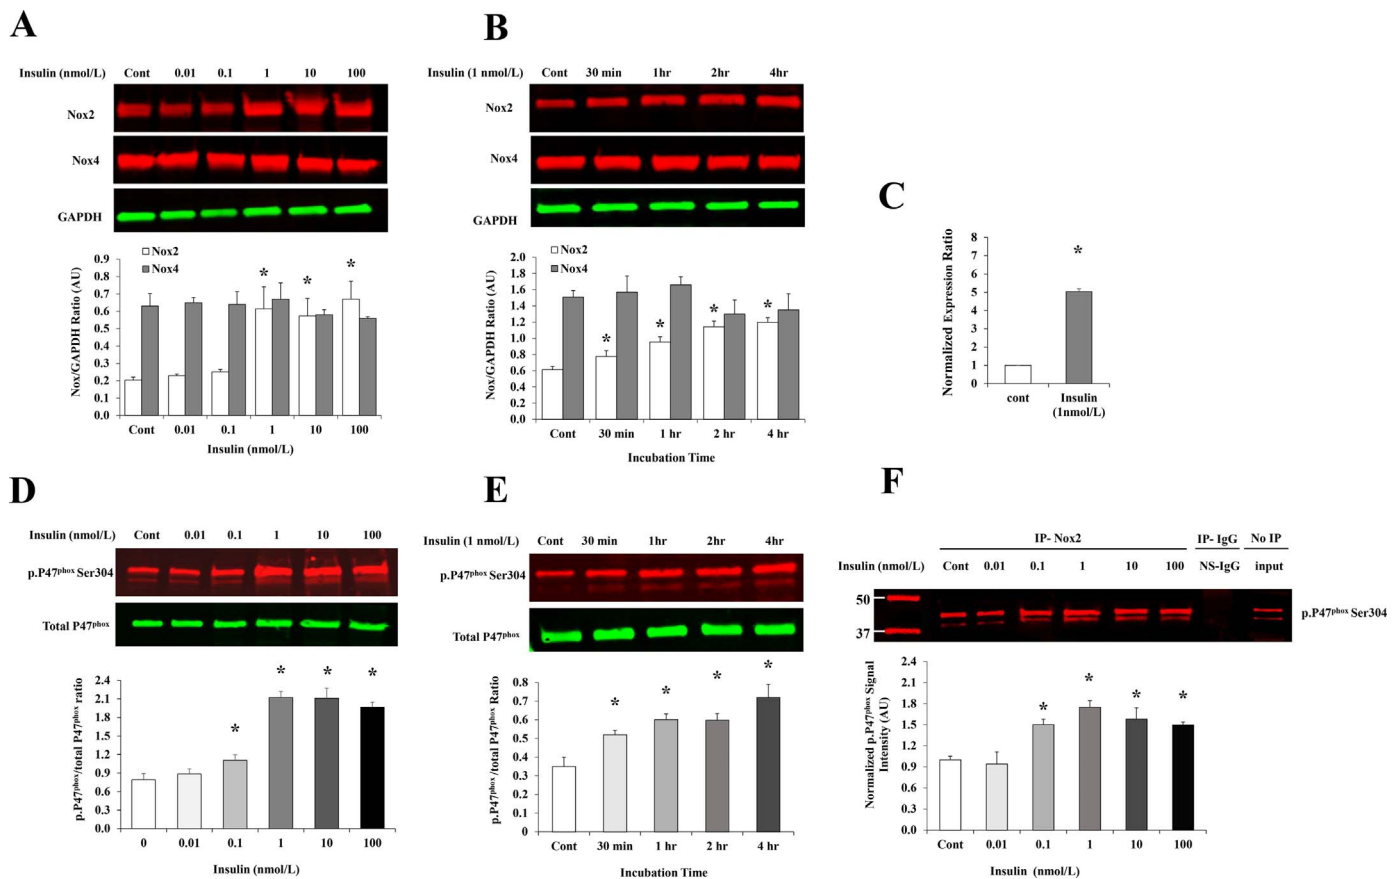 A
Insulin (nmol/L) Cont 0.01 0.1 1 10 100
Nox2
Nox4
GAPDH
Nox2
Nox4
0.9
0.8
0.7
0.6
0.5
0.4
0.3
0.2
0.1
0.0
Nox/GAPDH Ratio (AU)
* * *
Cont 0.01 0.1 1 10 100
Insulin (nmol/L)
B
Insulin (1 nmol/L) Cont 30 min 1hr 2hr 4hr
Nox2
Nox4
GAPDH
Nox2
Nox4
2.0
1.8
1.6
1.4
1.2
1.0
0.8
0.6
0.4
0.2
0.0
Nox/GAPDH Ratio (AU)
* * * *
Cont 30 min 1 hr 2 hr 4 hr
Incubation Time
C
8
7
6
5
4
3
2
1
0
Normalized Expression Ratio
*
cont Insulin
(1nmol/L)
D
Insulin (nmol/L) Cont 0.01 0.1 1 10 100
p.P47phox Ser304
Total P47phox
2.4
2.1
1.8
1.5
1.2
0.9
0.6
0.3
0.0
p.P47phox/total P47phox ratio
* * * *
0 0.01 0.1 1 10 100
Insulin (nmol/L)
E
Insulin (1 nmol/L) Cont 30 min 1hr 2hr 4hr
p.P47phox Ser304
Total P47phox
0.8
0.7
0.6
0.5
0.4
0.3
0.2
0.1
0
p.P47phox/total P47phox Ratio
* * * *
Cont 30 min 1 hr 2 hr 4 hr
Incubation Time
F
IP- Nox2 IP- IgG No IP
Insulin (nmol/L) Cont 0.01 0.1 1 10 100 NS-IgG input
50
37
p.P47phox Ser304
2.4
2.1
1.8
1.5
1.2
0.9
0.6
0.3
0.0
Normalized p.P47phox Signal
Intensity (AU)
* * * *
Cont 0.01 0.1 1 10 100
Insulin (nmol/L)